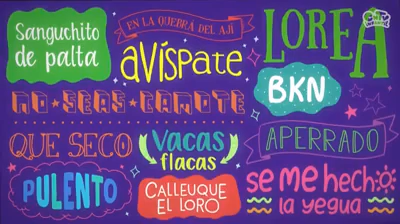 Sanguchito
de palta
EN LA QUEBRÁ DEL AJÍ
AVÍSPATE
LOREA
BKN
NO·SEAS·CAMOTE
QUE SECO
Vacas
flacas
APERRADO
PULENTO
CALLEUQUE
EL LORO
se me hecho
la yegua